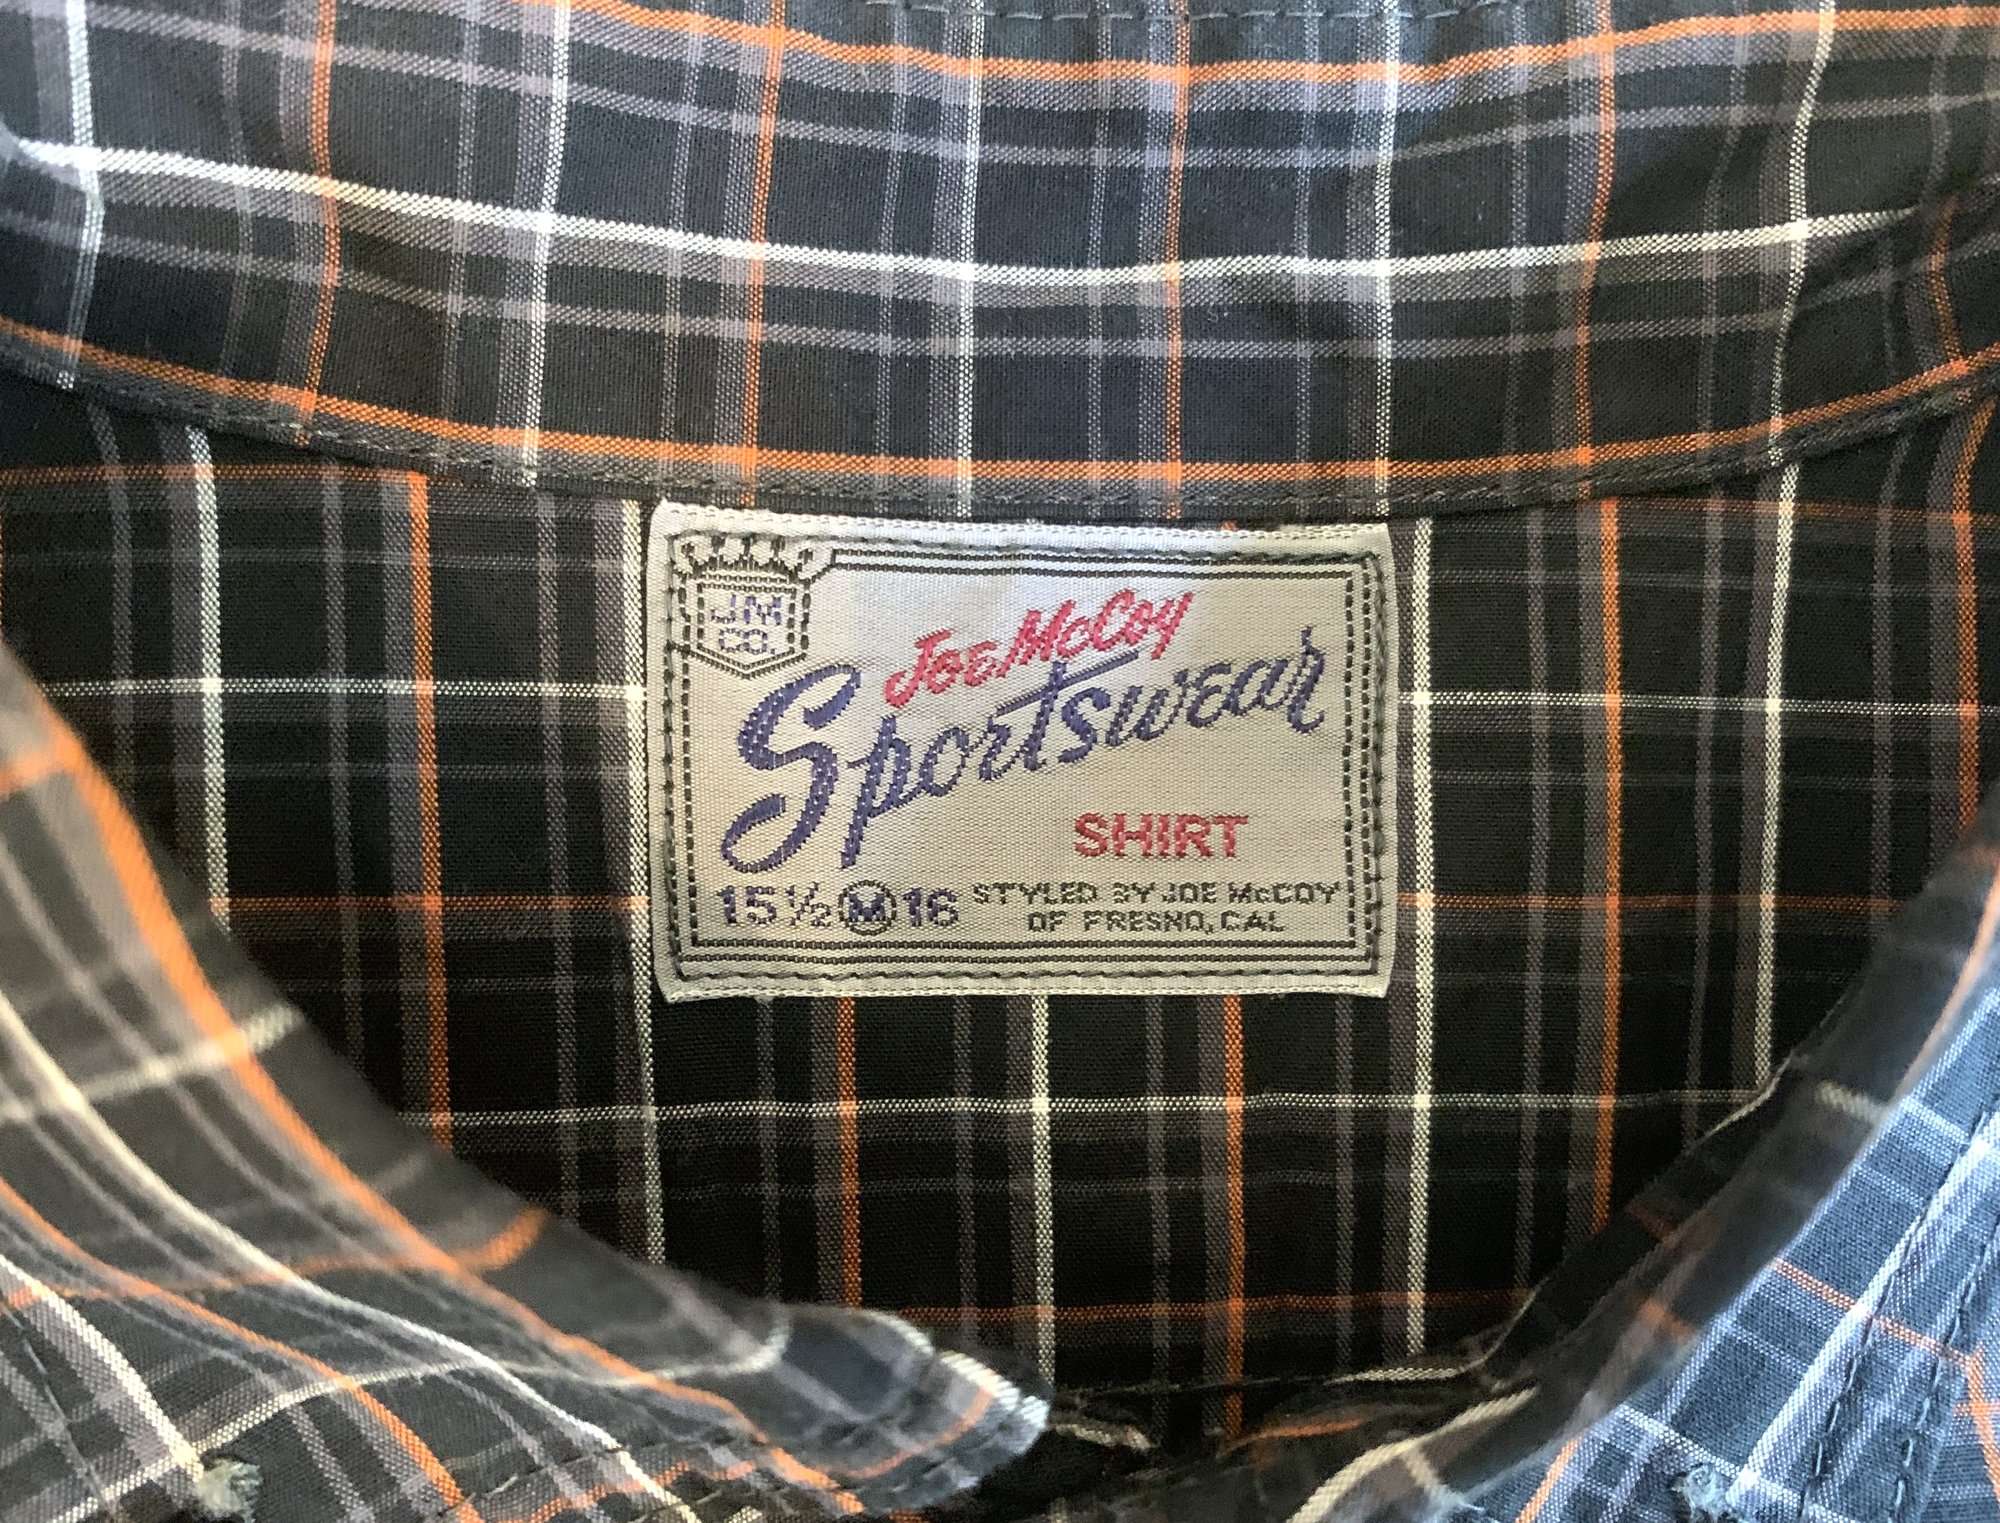 JM
CO.
Joe McCoy
Sportswear
SHIRT
15½ M 16
STYLED BY JOE McCOY
OF FRESNO, CAL